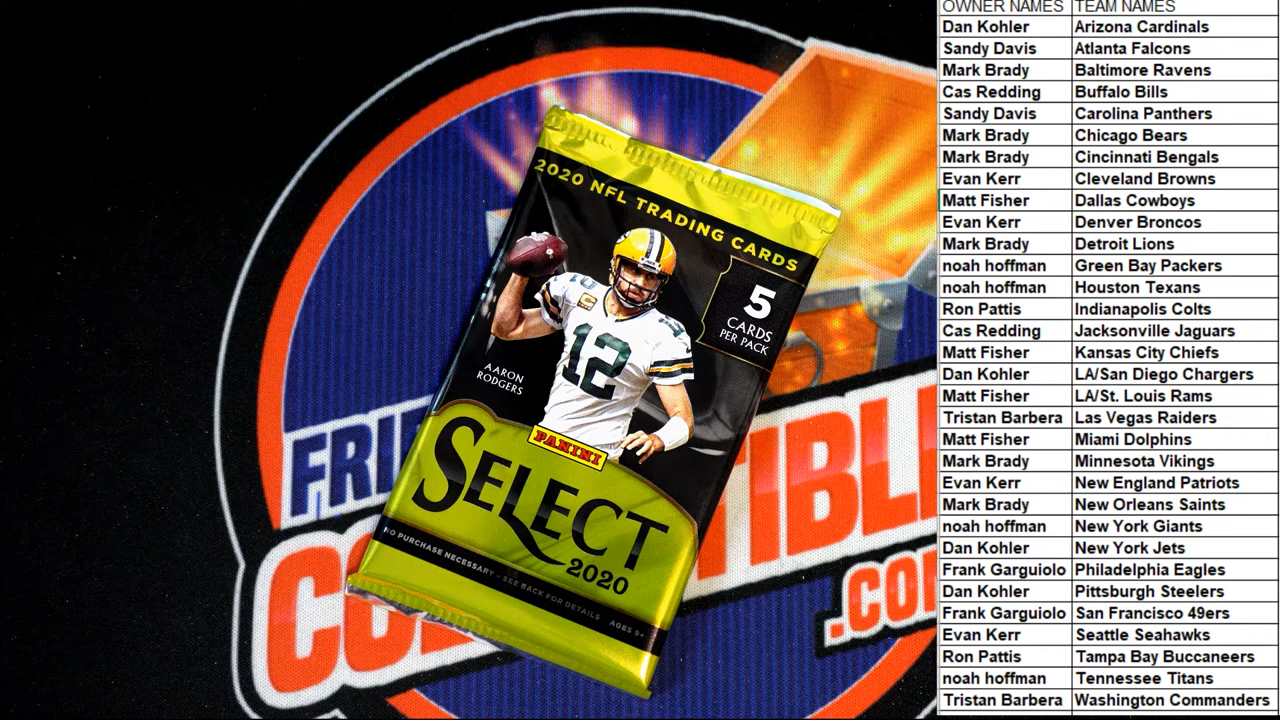 2020 NFL TRADING CARDS
5
CARDS
PER PACK
12
AARON
RODGERS
PANINI
SELECT
2020
NO PURCHASE NECESSARY - SEE BACK FOR DETAILS
AGES 9+
.CO
OWNER NAMES TEAM NAMES
Dan Kohler Arizona Cardinals
Sandy Davis Atlanta Falcons
Mark Brady Baltimore Ravens
Cas Redding Buffalo Bills
Sandy Davis Carolina Panthers
Mark Brady Chicago Bears
Mark Brady Cincinnati Bengals
Evan Kerr Cleveland Browns
Matt Fisher Dallas Cowboys
Evan Kerr Denver Broncos
Mark Brady Detroit Lions
noah hoffman Green Bay Packers
noah hoffman Houston Texans
Ron Pattis Indianapolis Colts
Cas Redding Jacksonville Jaguars
Matt Fisher Kansas City Chiefs
Dan Kohler LA/San Diego Chargers
Matt Fisher LA/St. Louis Rams
Tristan Barbera Las Vegas Raiders
Matt Fisher Miami Dolphins
Mark Brady Minnesota Vikings
Evan Kerr New England Patriots
Mark Brady New Orleans Saints
noah hoffman New York Giants
Dan Kohler New York Jets
Frank Garguiolo Philadelphia Eagles
Dan Kohler Pittsburgh Steelers
Frank Garguiolo San Francisco 49ers
Evan Kerr Seattle Seahawks
Ron Pattis Tampa Bay Buccaneers
noah hoffman Tennessee Titans
Tristan Barbera Washington Commanders